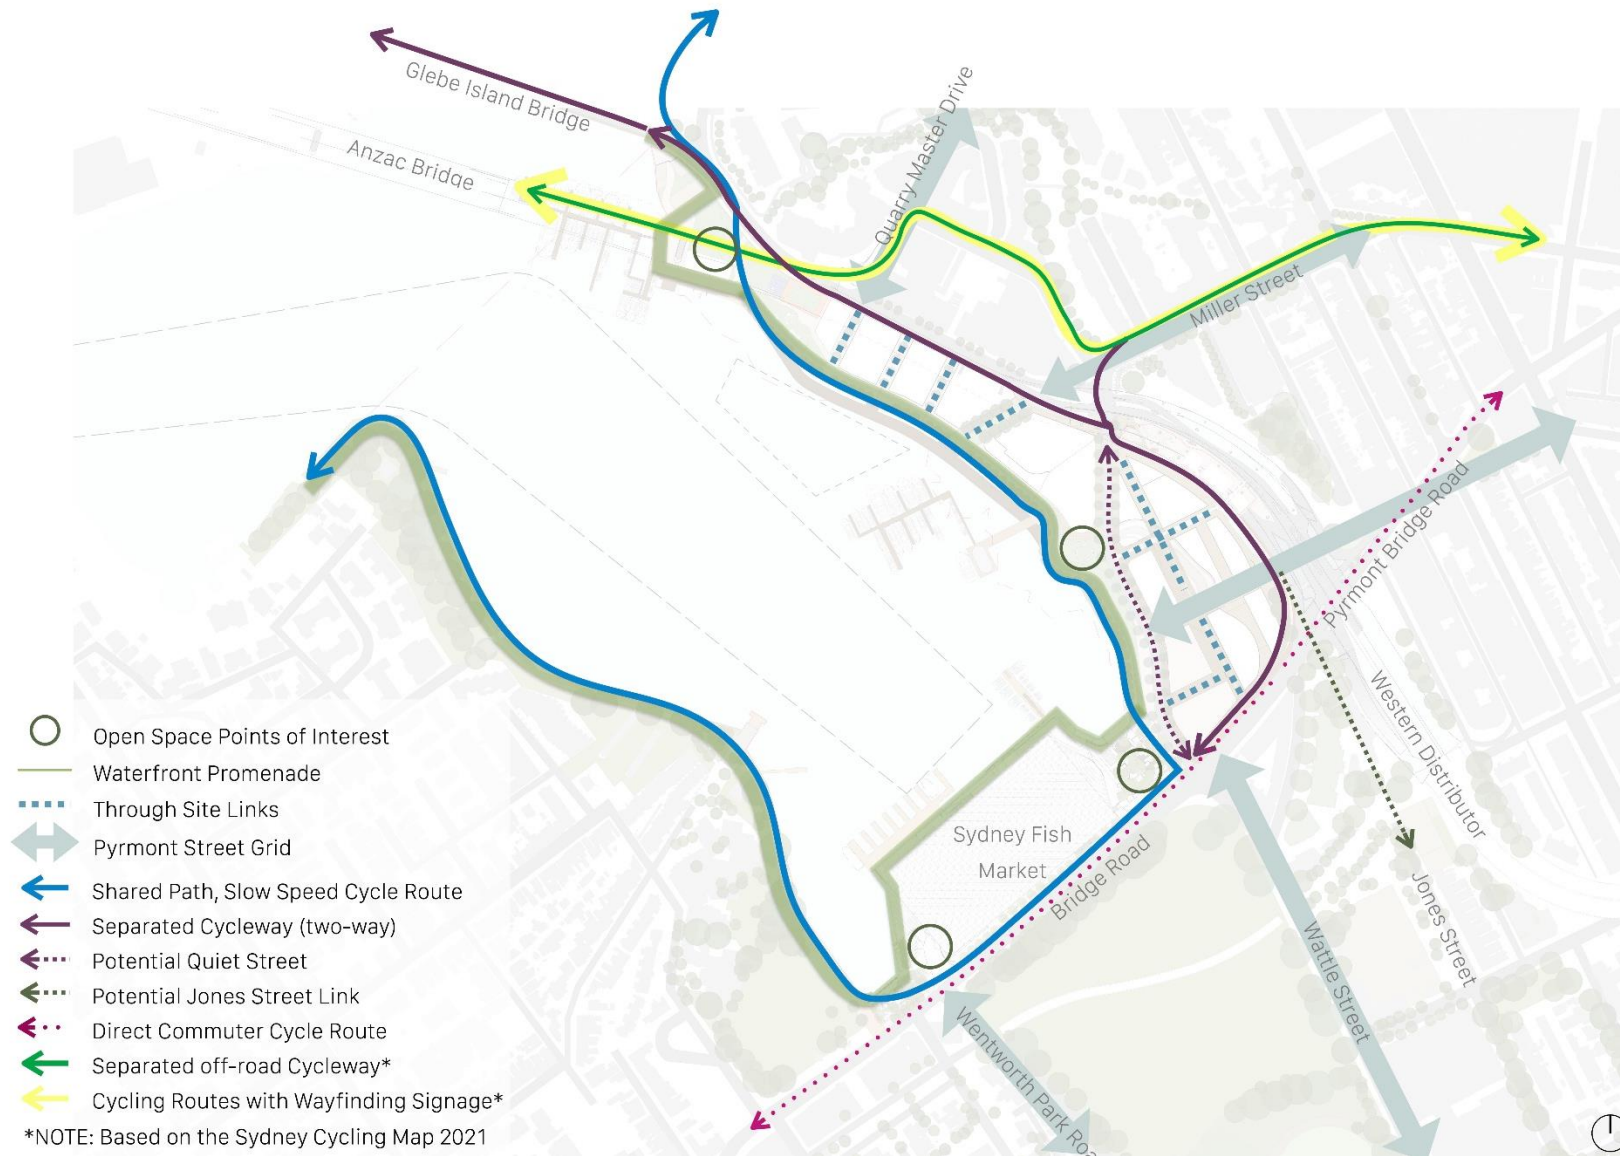 Glebe Island Bridge
Anzac Bridge
Quarry Master Drive
Miller Street
Pyrmont Bridge Road
Western Distributor
Jones Street
Wattle Street
Sydney Fish
Market
Bridge Road
Wentworth Park Roa
Open Space Points of Interest
Waterfront Promenade
Through Site Links
Pyrmont Street Grid
Shared Path, Slow Speed Cycle Route
Separated Cycleway (two-way)
Potential Quiet Street
Potential Jones Street Link
Direct Commuter Cycle Route
Separated off-road Cycleway*
Cycling Routes with Wayfinding Signage*
*NOTE: Based on the Sydney Cycling Map 2021